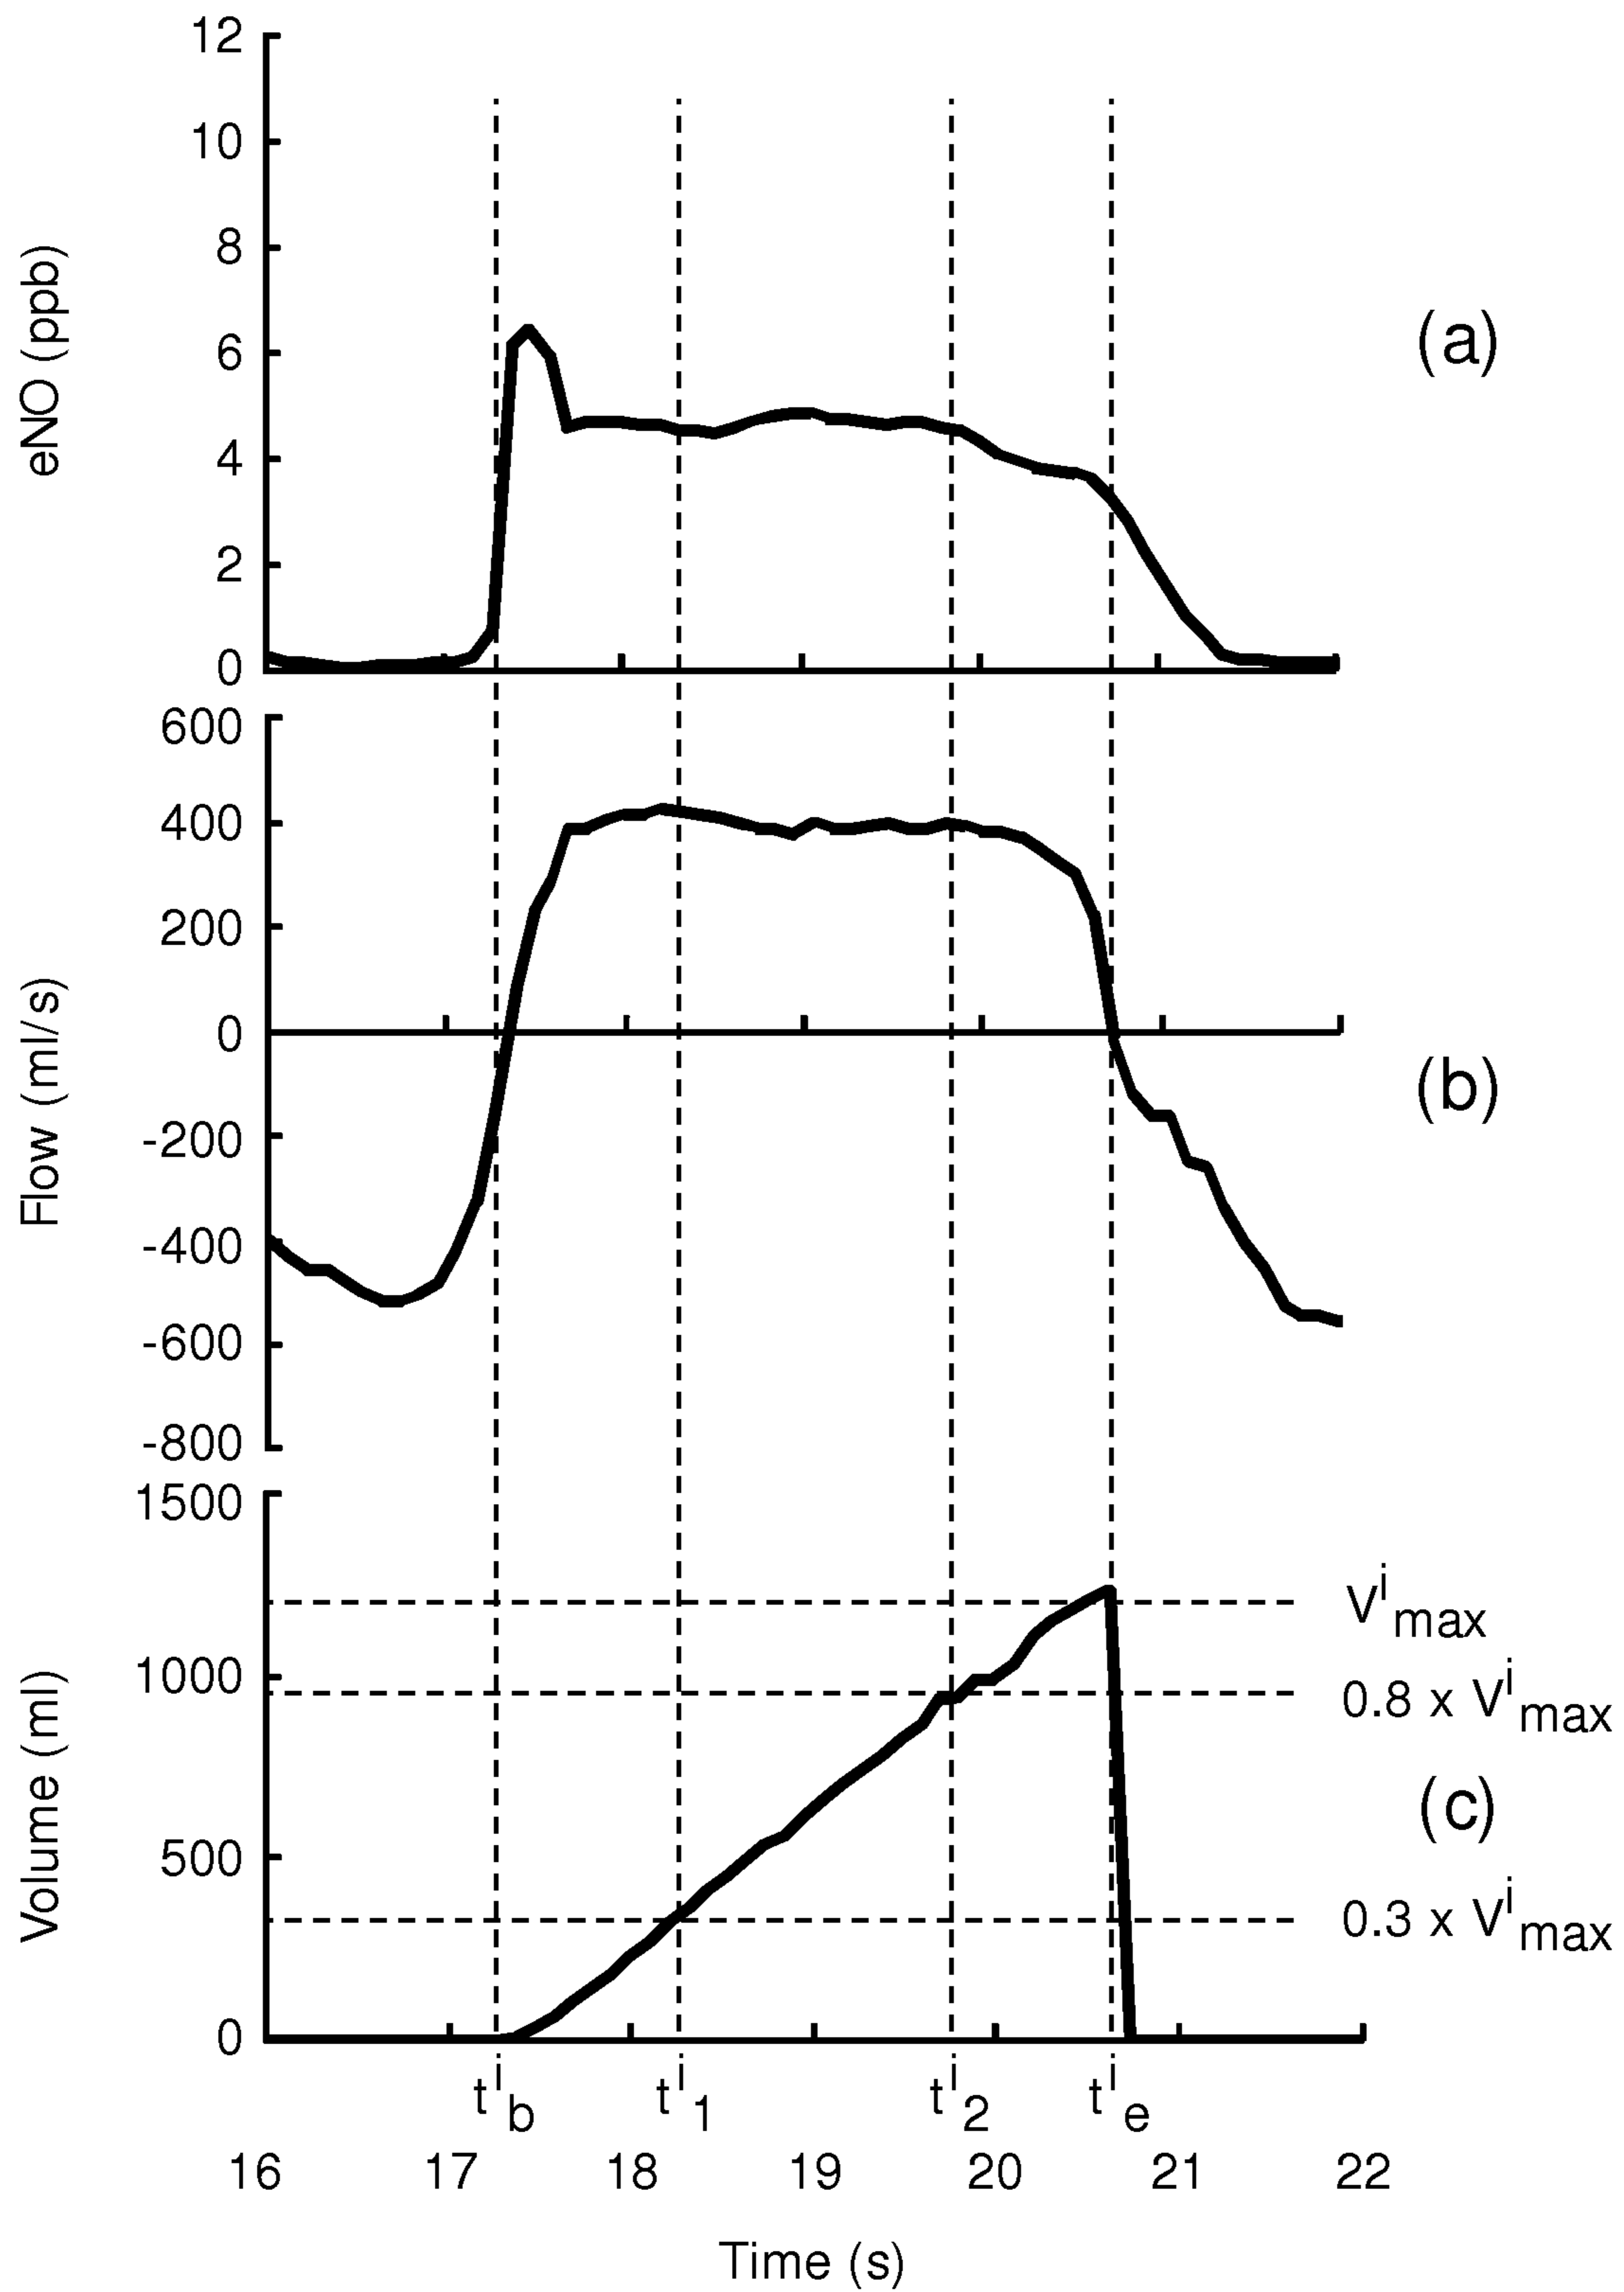 12
10
8
6
4
2
0
eNO (ppb)
(a)
600
400
200
0
-200
-400
-600
-800
Flow (ml/s)
(b)
1500
1000
500
0
Volume (ml)
V^i_max
0.8 x V^i_max
(c)
0.3 x V^i_max
t^i_b t^i_1 t^i_2 t^i_e
16 17 18 19 20 21 22
Time (s)